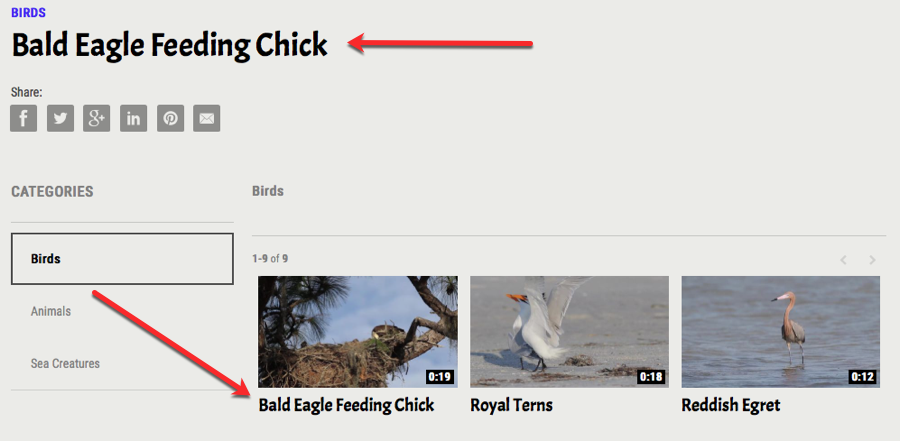 BIRDS
Bald Eagle Feeding Chick
Share:
CATEGORIES
Birds
Animals
Sea Creatures
Birds
1-9 of 9
0:19
0:18
0:12
Bald Eagle Feeding Chick
Royal Terns
Reddish Egret